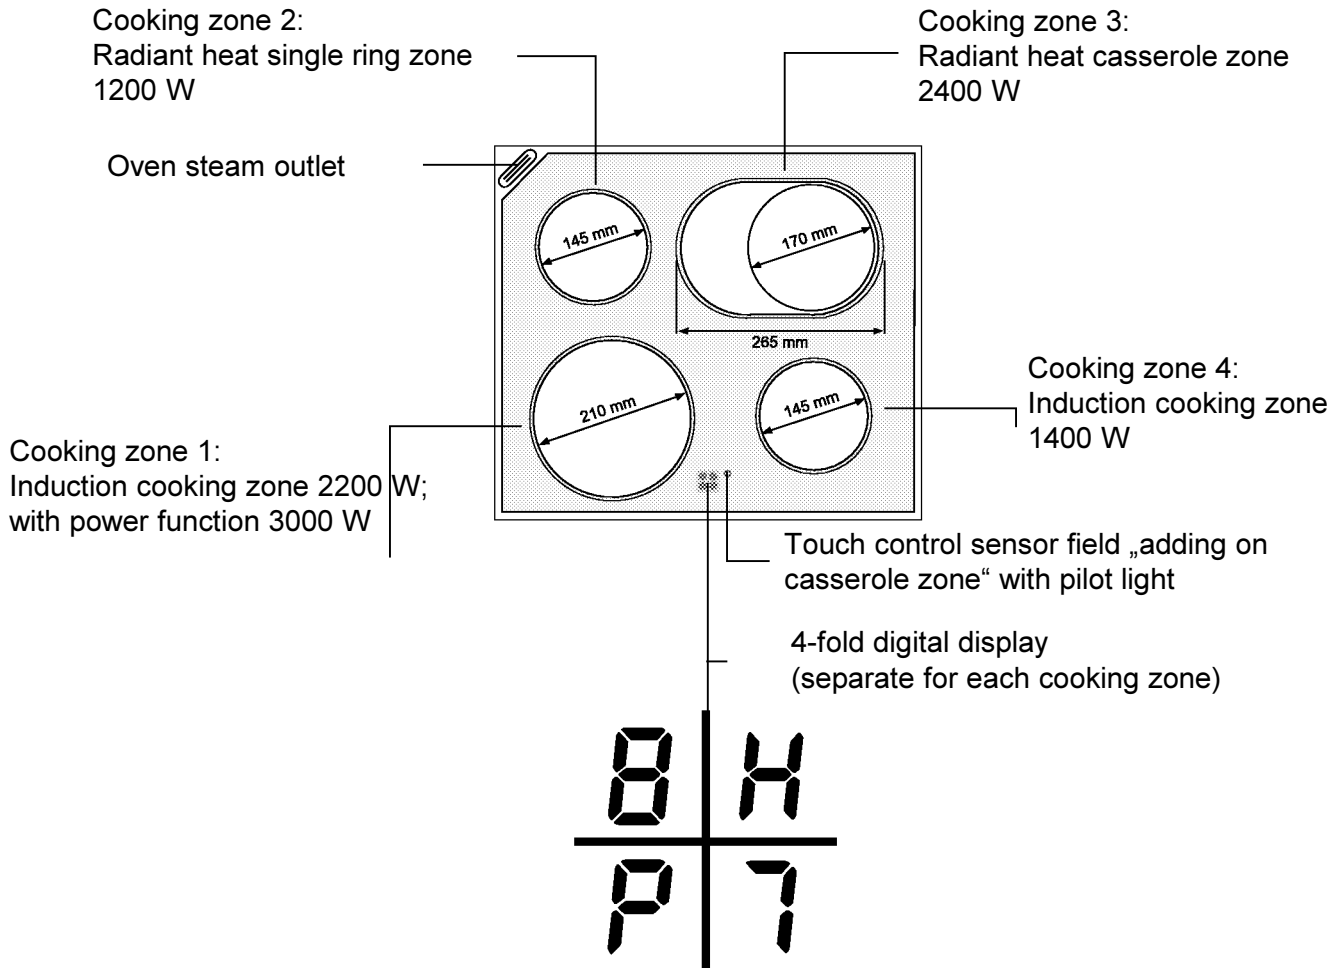 Cooking zone 2:
Radiant heat single ring zone
1200 W
Cooking zone 3:
Radiant heat casserole zone
2400 W
Oven steam outlet
145 mm
170 mm
265 mm
210 mm
145 mm
Cooking zone 4:
Induction cooking zone
1400 W
Cooking zone 1:
Induction cooking zone 2200 W;
with power function 3000 W
Touch control sensor field „adding on
casserole zone“ with pilot light
4-fold digital display
(separate for each cooking zone)
8 H
P 7